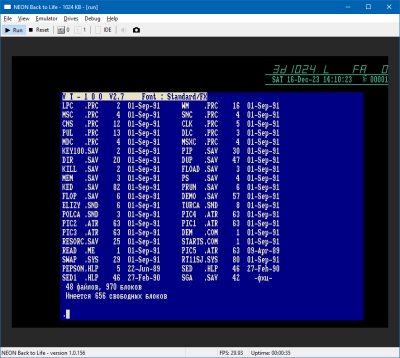 NEON Back to Life - 1024 KB - [run]
File View Emulator Drives Debug Help
Run Reset 0 1 IDE
3d1024 L FA 0
SAT 16-Dec-23 14:10:23 00001
V T - 1 0 0 V2.7 Font : Standard/FX
LPC .PRC 2 01-Sep-91 WM .PRC 16 01-Sep-91
MSC .PRC 4 01-Sep-91 SNC .PRC 4 01-Sep-91
CMS .PRC 12 01-Sep-91 CLK .PRC 5 01-Sep-91
PUL .PRC 13 01-Sep-91 DLC .PRC 3 01-Sep-91
MDC .PRC 4 01-Sep-91 MSXC .PRC 4 01-Sep-91
KEY100.SAV 2 01-Sep-91 PIP .SAV 30 01-Sep-91
DIR .SAV 20 01-Sep-91 DUP .SAV 47 01-Sep-91
KILL .SAV 2 01-Sep-91 FLOAD .SAV 3 01-Sep-91
MEM .SAV 3 01-Sep-91 PS .SAV 4 01-Sep-91
KED .SAV 82 01-Sep-91 PRUN .SAV 6 01-Sep-91
FLOP .SAV 6 01-Sep-91 DEMO .SAV 57 01-Sep-91
ELIZY .SND 6 01-Sep-91 TURCA .SND 8 01-Sep-91
POLCA .SND 3 01-Sep-91 PIC4 .ATR 63 01-Sep-91
PIC2 .ATR 63 01-Sep-91 PIC1 .ATR 63 01-Sep-91
PIC3 .ATR 63 01-Sep-91 DEM .COM 1 01-Sep-91
RESORC.SAV 25 01-Sep-91 STARTS.COM 1 01-Sep-91
READ .ME 1 01-Sep-91 PIC5 .ATR 63 09-Apr-89
SWAP .SYS 29 01-Sep-91 RT11SJ.SYS 80 01-Sep-91
PEPSON.HLP 5 22-Jun-89 SED .HLP 46 27-Feb-90
SED1 .HLP 46 27-Feb-90 SGA .SAV 42 -фиц-
48 файлов, 970 блоков
Имеется 656 свободных блоков
.
NEON Back to Life - version 1.0.156 FPS: 20.93 Uptime: 00:00:35